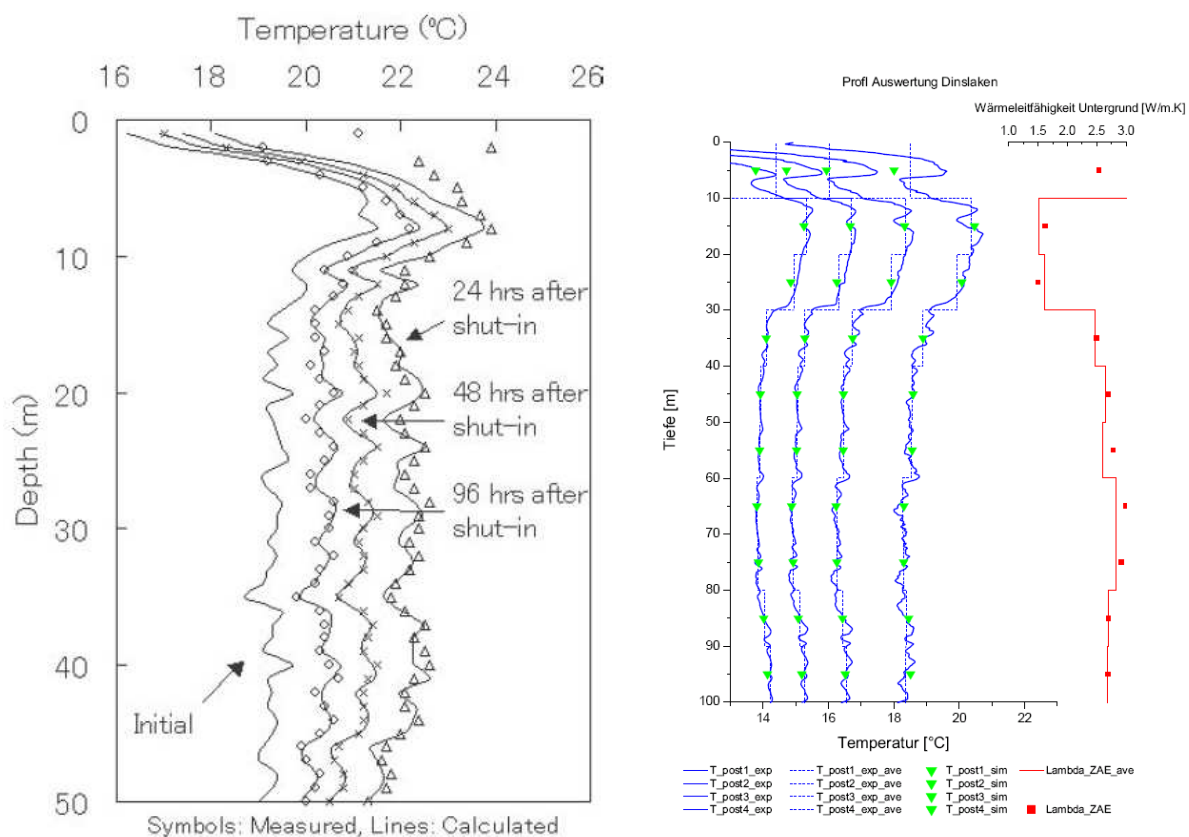 Temperature (ºC)
16 18 20 22 24 26
0
10
20
30
40
50
Depth (m)
24 hrs after
shut-in
48 hrs after
shut-in
96 hrs after
shut-in
Initial
Symbols: Measured, Lines: Calculated
Profl Auswertung Dinslaken
Wärmeleitfähigkeit Untergrund [W/m.K]
1.0 1.5 2.0 2.5 3.0
0
10
20
30
40
50
60
70
80
90
100
Tiefe [m]
14 16 18 20 22
Temperatur [°C]
T_post1_exp T_post1_exp_ave T_post1_sim Lambda_ZAE_ave
T_post2_exp T_post2_exp_ave T_post2_sim
T_post3_exp T_post3_exp_ave T_post3_sim
T_post4_exp T_post4_exp_ave T_post4_sim Lambda_ZAE